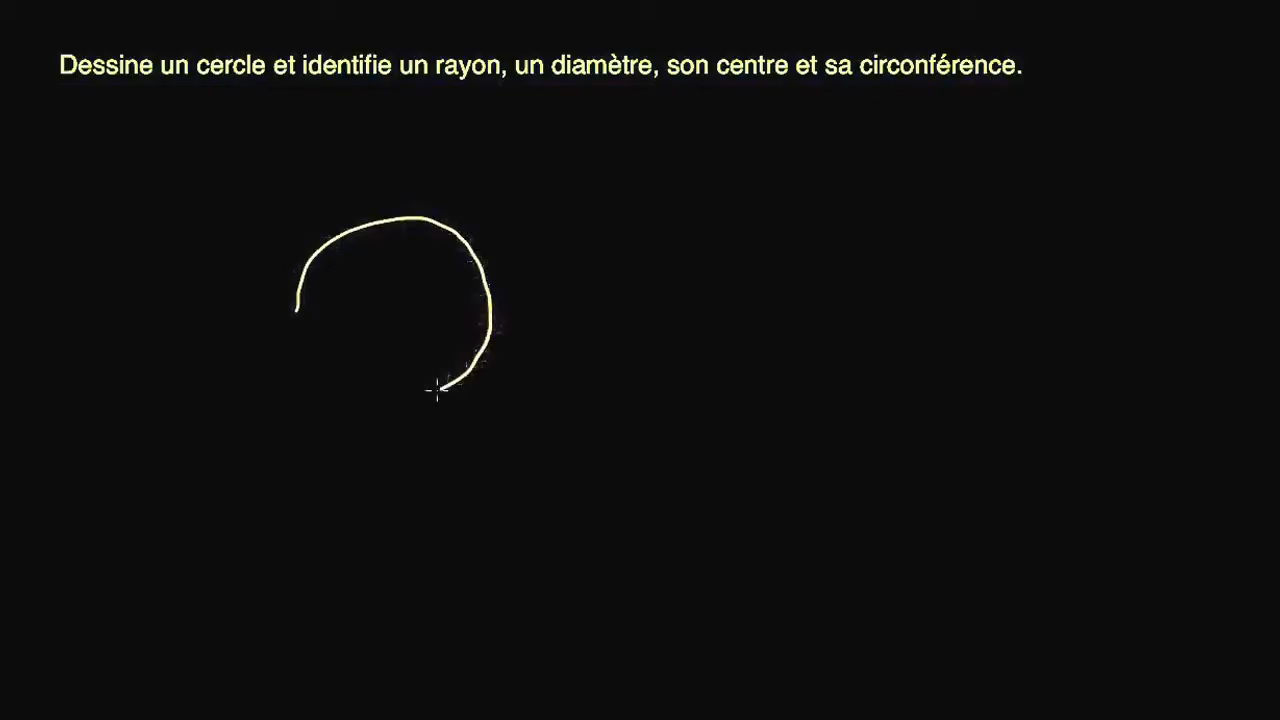 Dessine un cercle et identifie un rayon, un diamètre, son centre et sa circonférence.